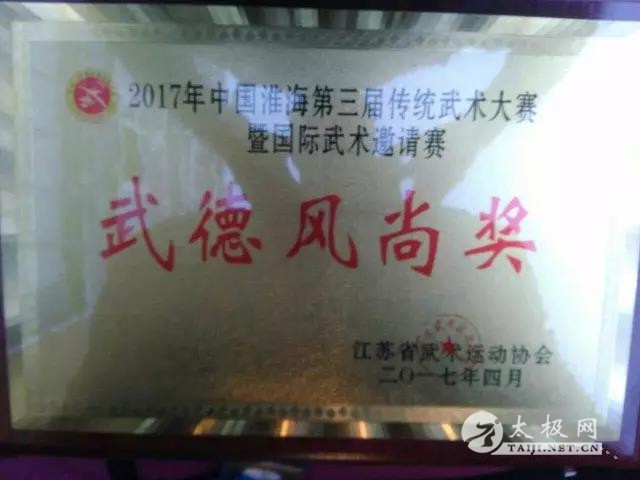 2017年中国淮海第三届传统武术大赛
暨国际武术邀请赛
武德风尚奖
江苏省武术运动协会
二〇一七年四月
太极网
TAIJI.NET.CN